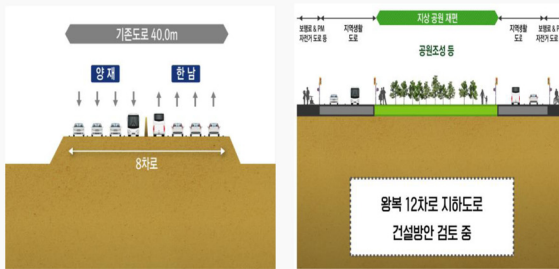 기존도로 40.0m
양재
한남
8차로
보행로 & PM
자전거 도로 등
지역생활
도로
지상 공원 재편
공원조성 등
지역생활
도로
보행로 & P
자전거 도로
왕복 12차로 지하도로
건설방안 검토 중